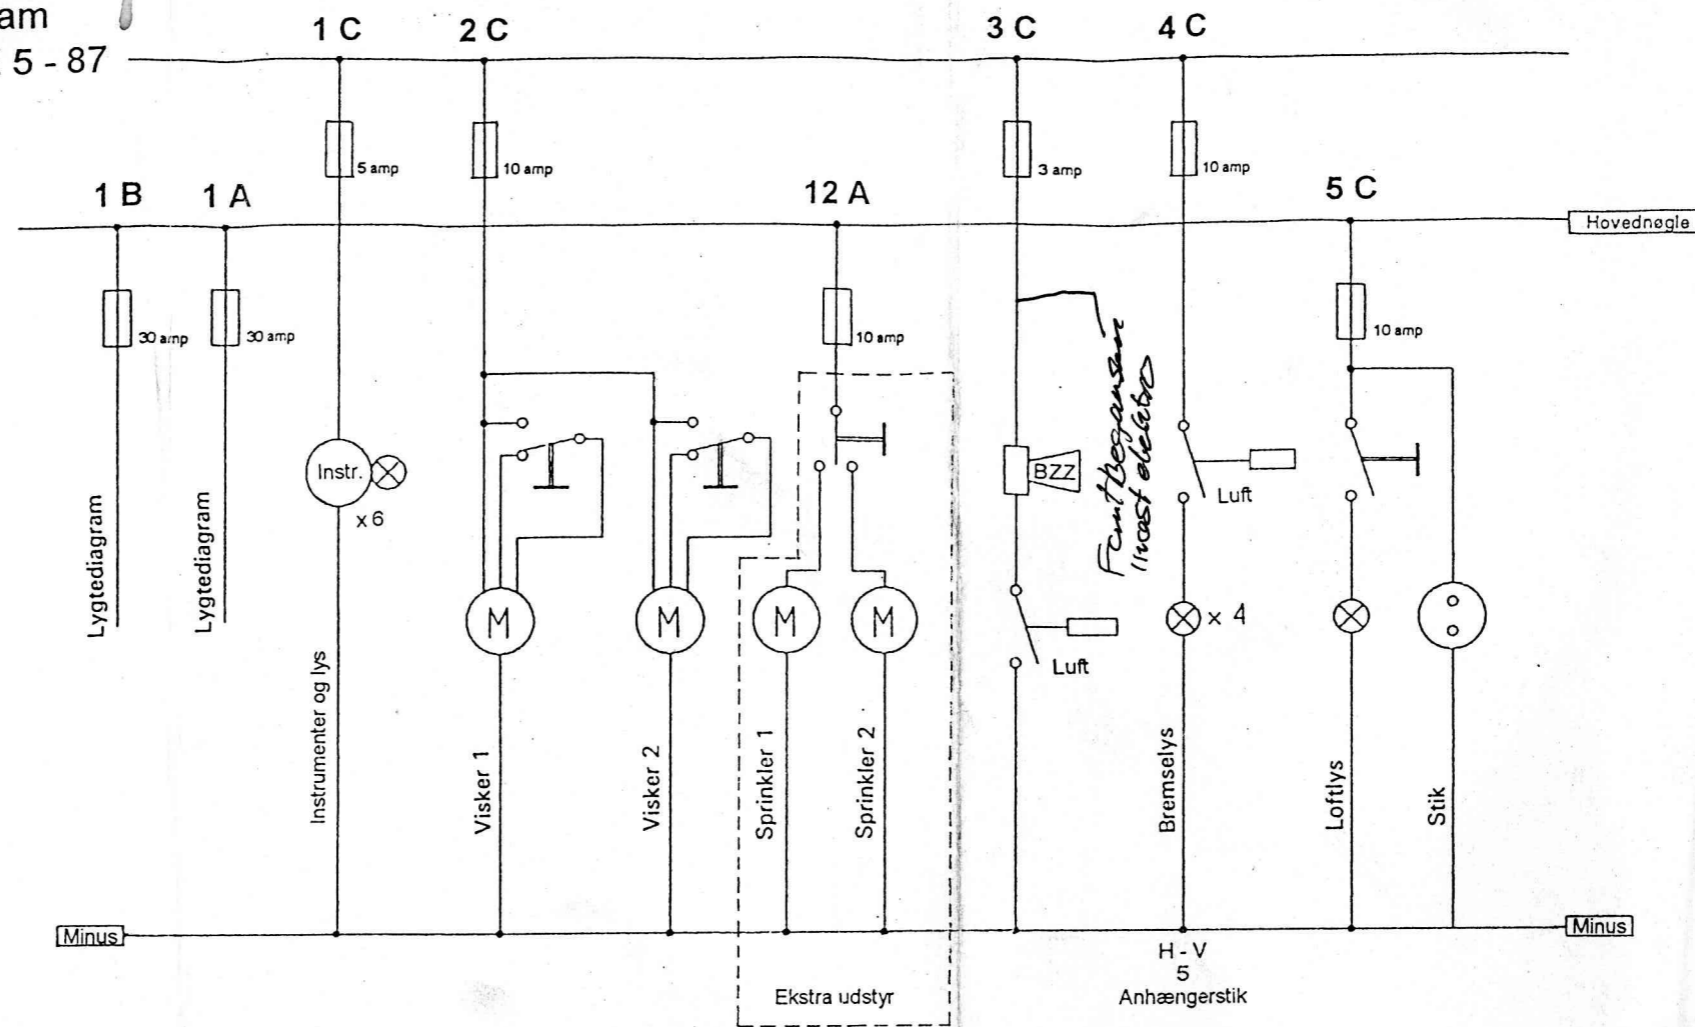 am
5 - 87
1 C
2 C
3 C
4 C
5 amp
10 amp
3 amp
10 amp
1 B
1 A
12 A
5 C
Hovednøgle
30 amp
30 amp
10 amp
10 amp
Instr.
x 6
BZZ
Luft
Luft
Lygtediagram
Lygtediagram
M
M
M
M
x 4
Instrumenter og lys
Visker 1
Visker 2
Sprinkler 1
Sprinkler 2
Bremselys
Loftlys
Stik
Minus
Minus
H - V
5
Ekstra udstyr
Anhængerstik